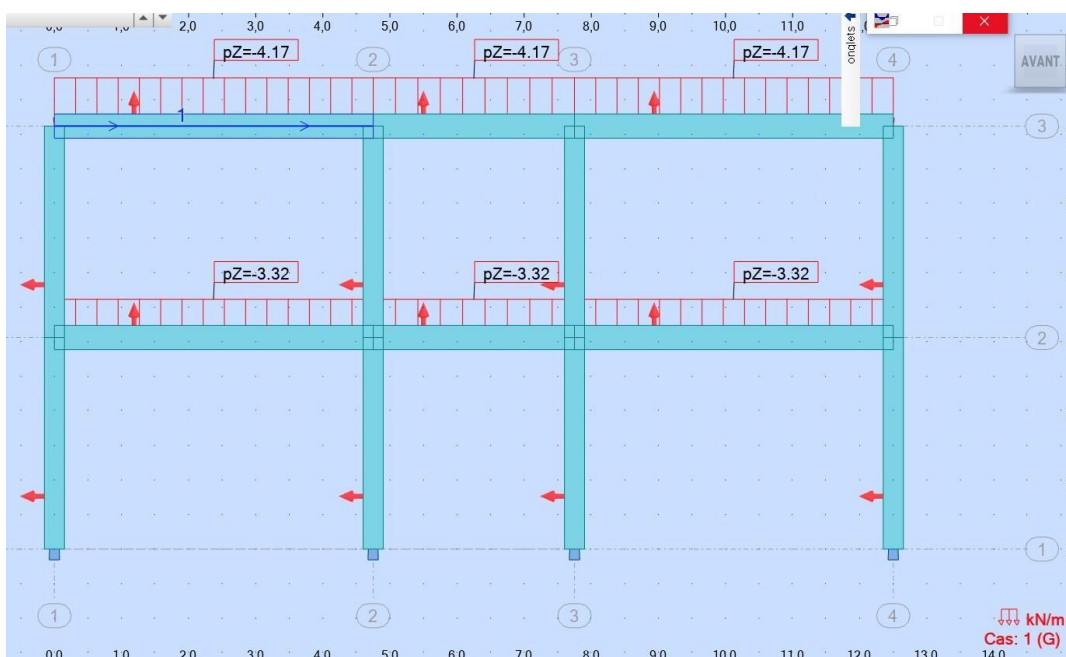 0,0 1,0 2,0 3,0 4,0 5,0 6,0 7,0 8,0 9,0 10,0 11,0
onglets
1 2 3 4
AVANT
pZ=-4.17 pZ=-4.17 pZ=-4.17
1
3
pZ=-3.32 pZ=-3.32 pZ=-3.32
2
1
1 2 3 4
kN/m
Cas: 1 (G)
0,0 1,0 2,0 3,0 4,0 5,0 6,0 7,0 8,0 9,0 10,0 11,0 12,0 13,0 14,0